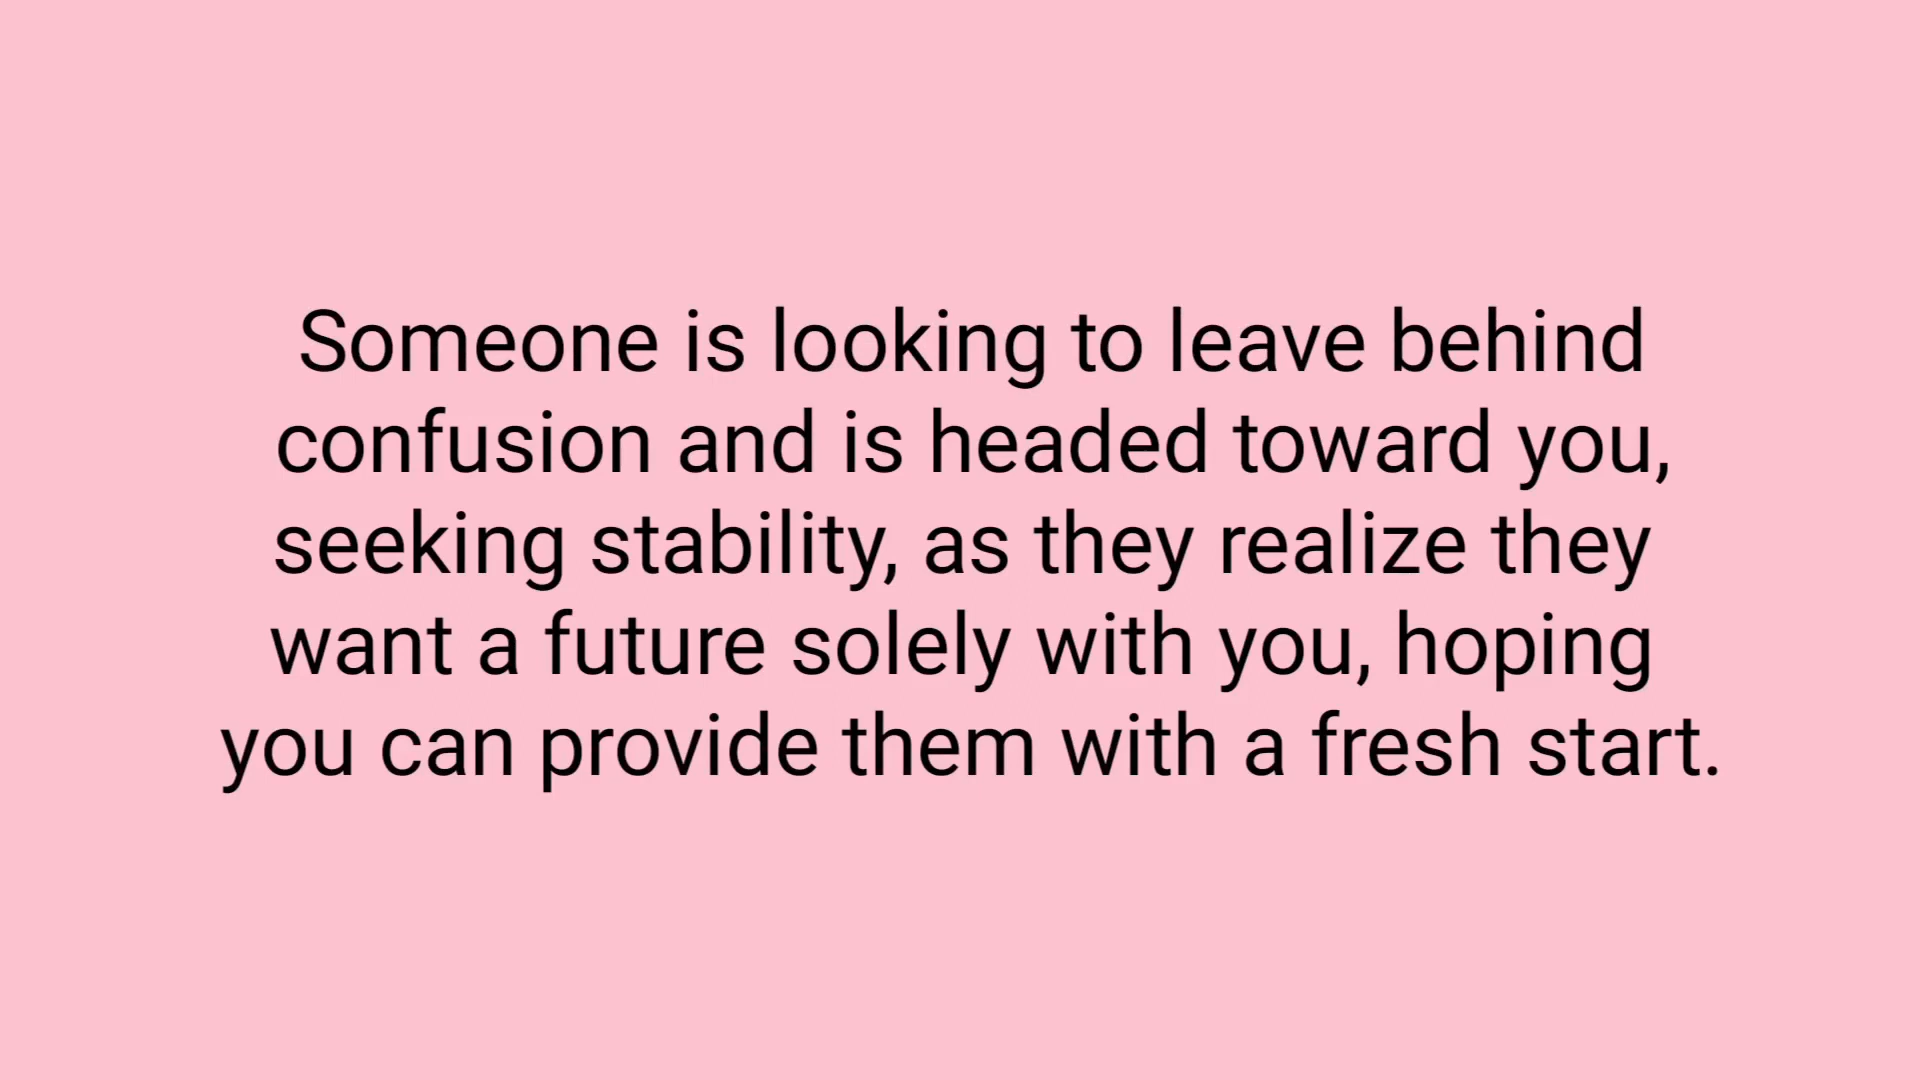 Someone is looking to leave behind
confusion and is headed toward you,
seeking stability, as they realize they
want a future solely with you, hoping
you can provide them with a fresh start.